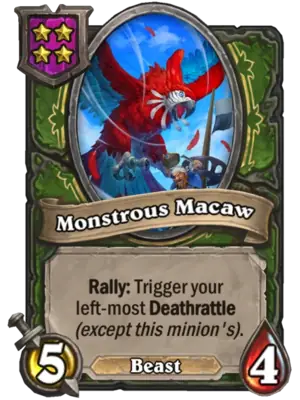 Monstrous Macaw
Rally: Trigger your
left-most Deathrattle
(except this minion's).
5
Beast
4